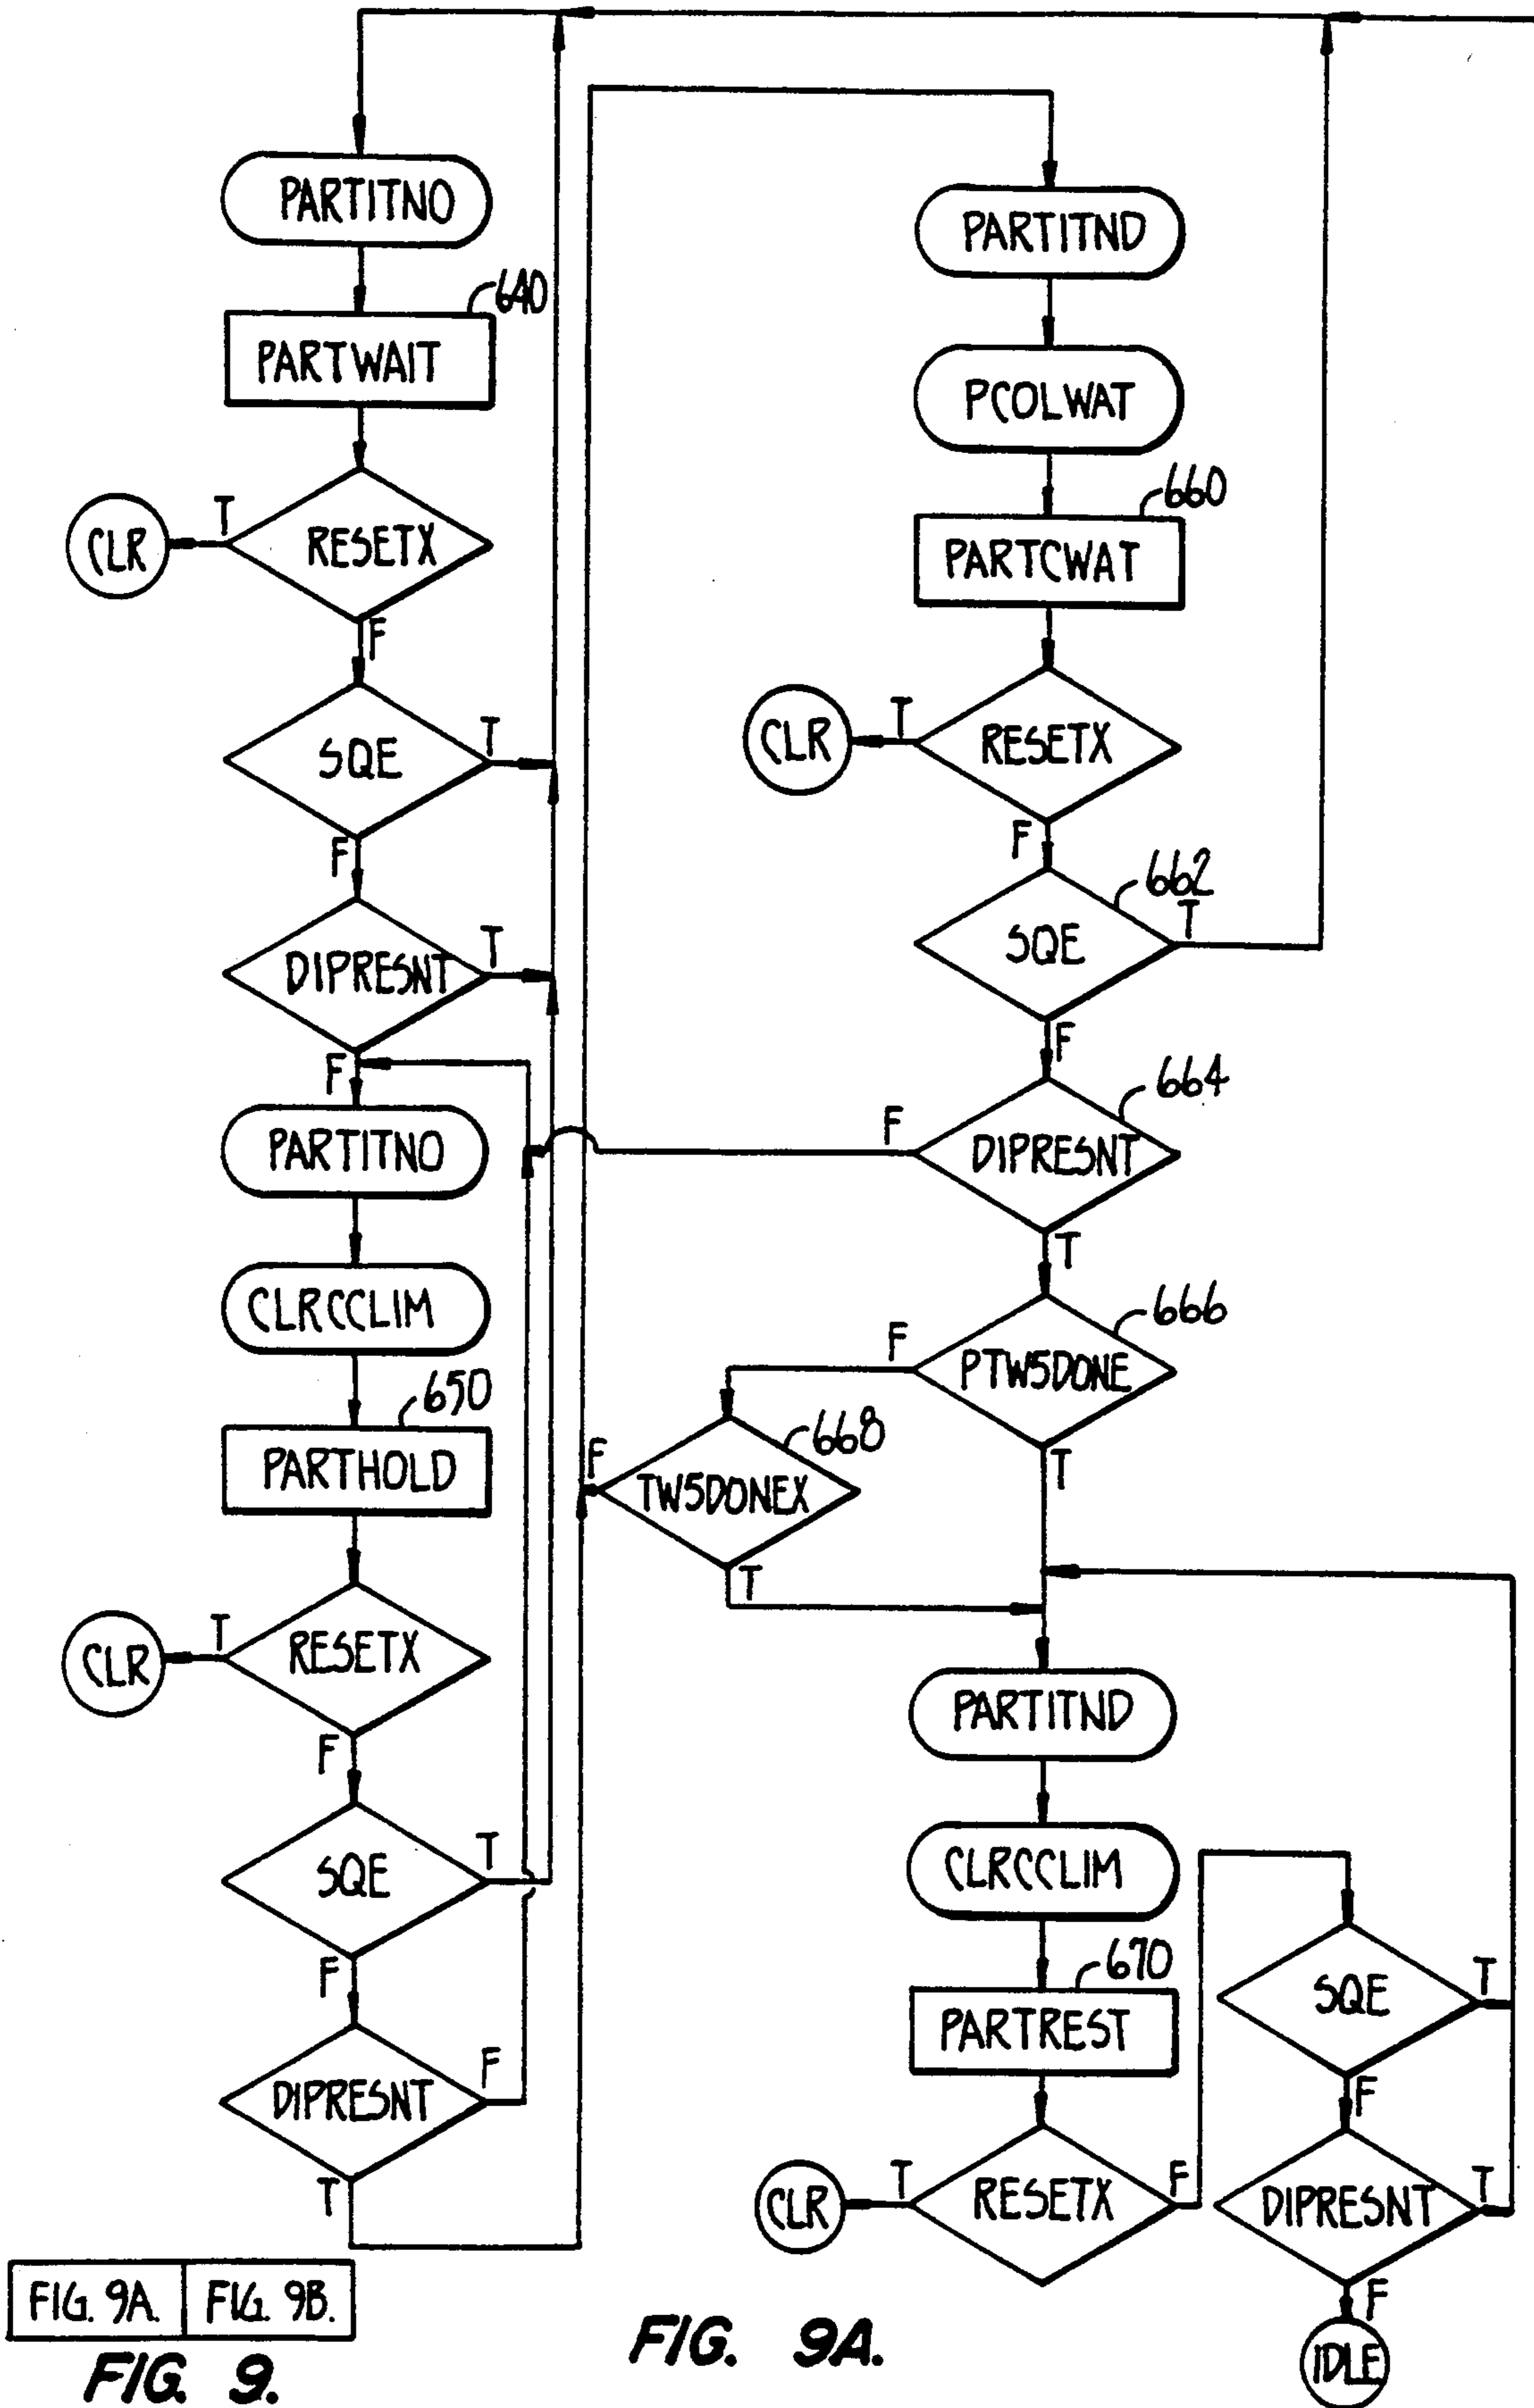 PARTITNO
640
PARTWAIT
T
CLR
RESETX
F
SQE
T
F
DIPRESNT
T
F
PARTITNO
CLRCCLIM
650
PARTHOLD
T
CLR
RESETX
F
SQE
T
F
DIPRESNT
F
T
PARTITND
PCOLWAT
660
PARTCWAT
T
CLR
RESETX
F
662
SQE
T
F
664
F
DIPRESNT
T
666
F
PTW5DONE
T
668
F
TW5DONEX
T
PARTITND
CLRCCLIM
670
PARTREST
T
CLR
RESETX
F
SQE
T
F
DIPRESNT
T
F
IDLE
FIG. 9A. FIG. 9B.
FIG. 9.
FIG. 9A.